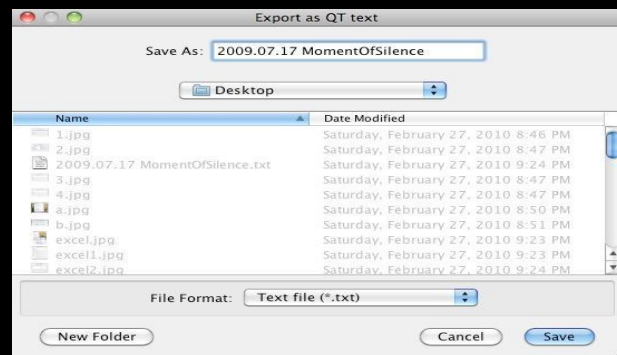 Export as QT text
Save As: 2009.07.17 MomentOfSilence
Desktop
Name Date Modified
1.jpg Saturday, February 27, 2010 8:46 PM
2.jpg Saturday, February 27, 2010 8:47 PM
2009.07.17 MomentOfSilence.txt Saturday, February 27, 2010 9:24 PM
3.jpg Saturday, February 27, 2010 8:47 PM
4.jpg Saturday, February 27, 2010 8:47 PM
a.jpg Saturday, February 27, 2010 8:50 PM
b.jpg Saturday, February 27, 2010 8:51 PM
excel.jpg Saturday, February 27, 2010 9:23 PM
excel1.jpg Saturday, February 27, 2010 9:23 PM
excel2.jpg Saturday, February 27, 2010 9:24 PM
File Format: Text file (*.txt)
New Folder Cancel Save